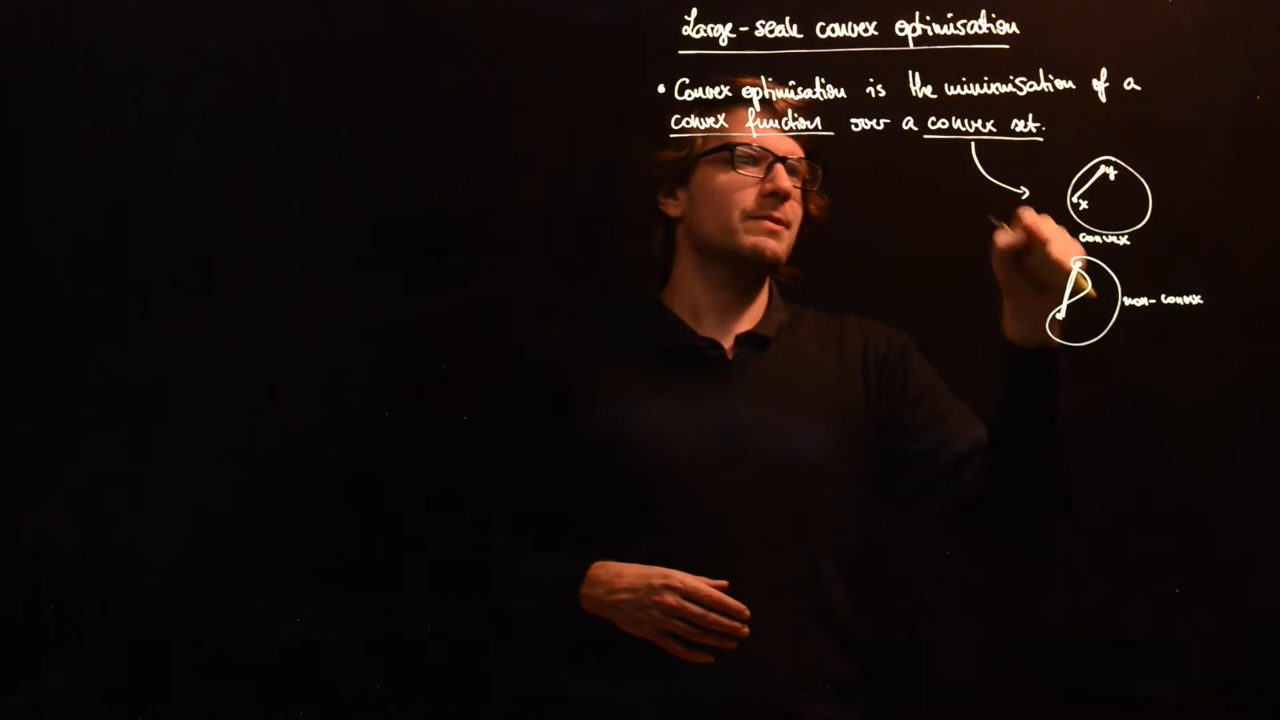 Large-scale convex optimisation
• Convex optimisation is the minimisation of a
convex function over a convex set.
y
x
convex
non-convex